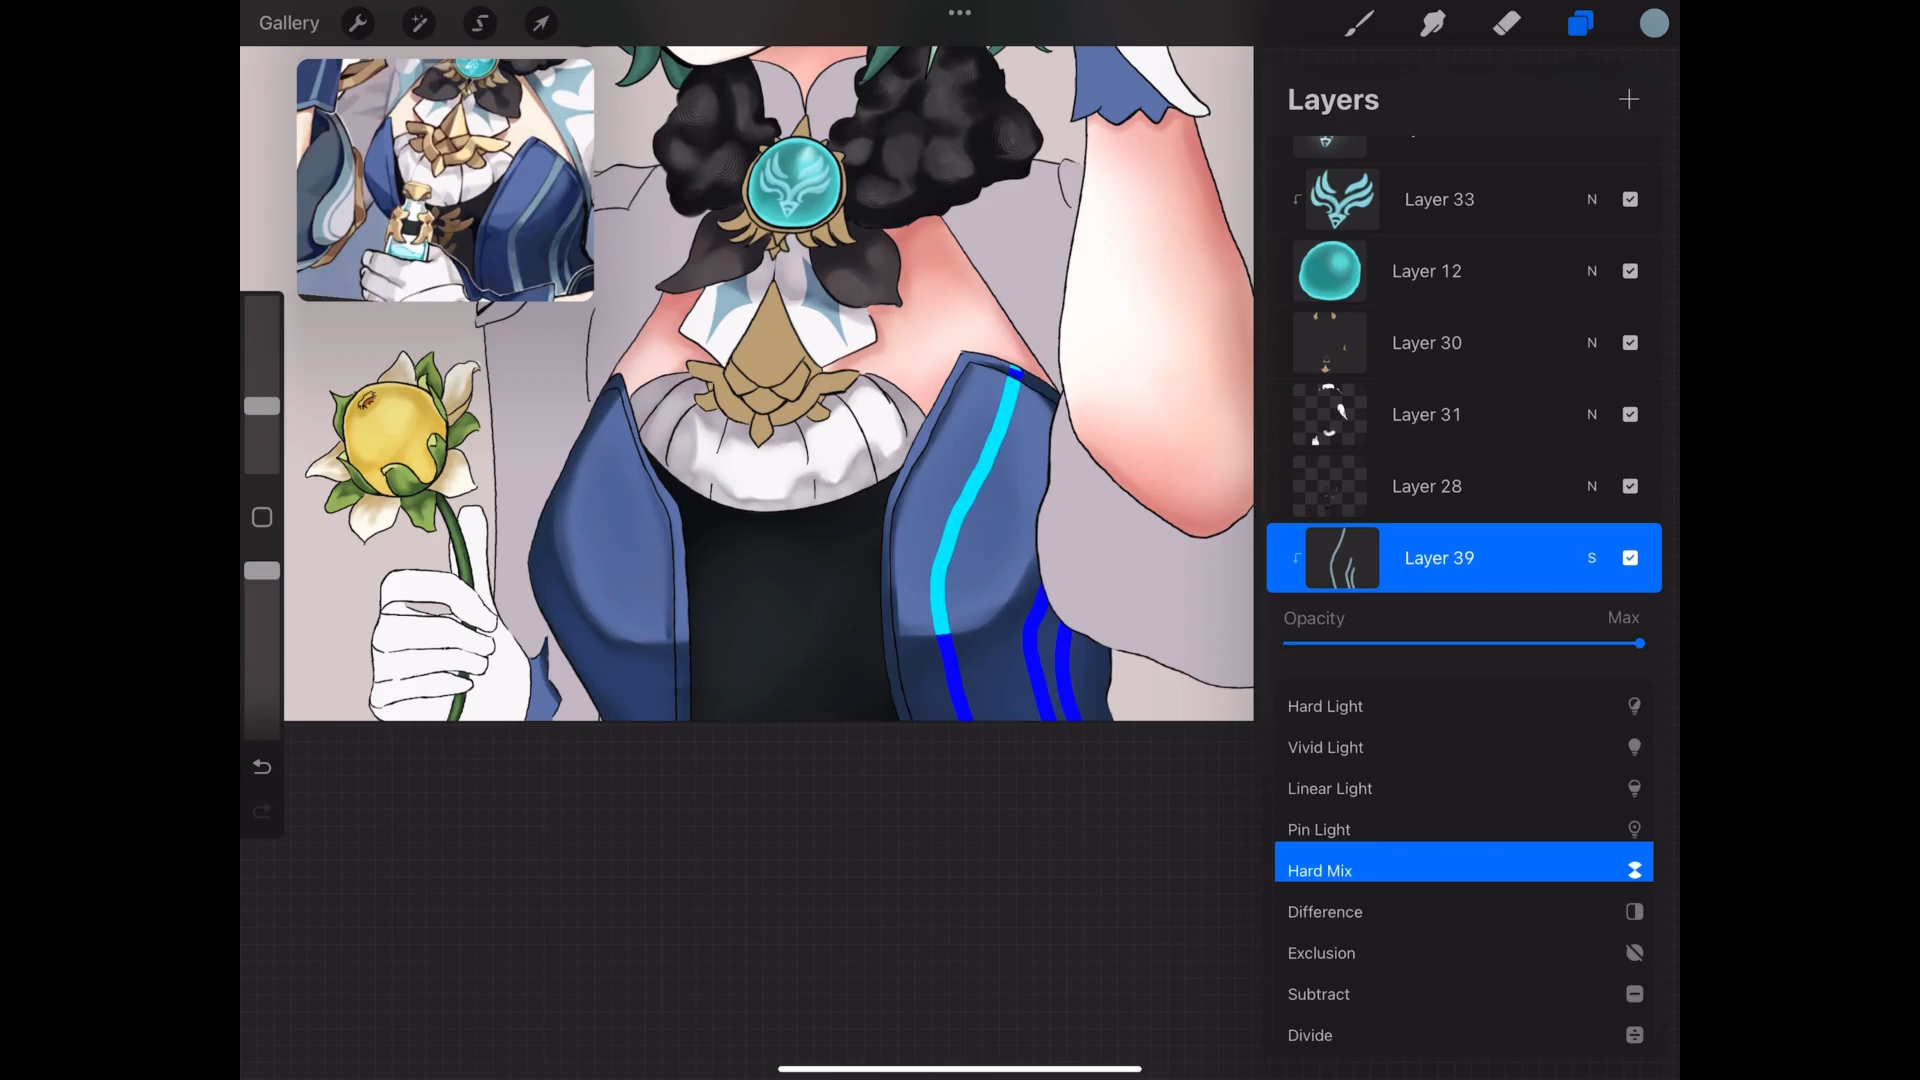 Gallery
Layers
Layer 33 N
Layer 12 N
Layer 30 N
Layer 31 N
Layer 28 N
Layer 39 S
Opacity Max
Hard Light
Vivid Light
Linear Light
Pin Light
Hard Mix
Difference
Exclusion
Subtract
Divide